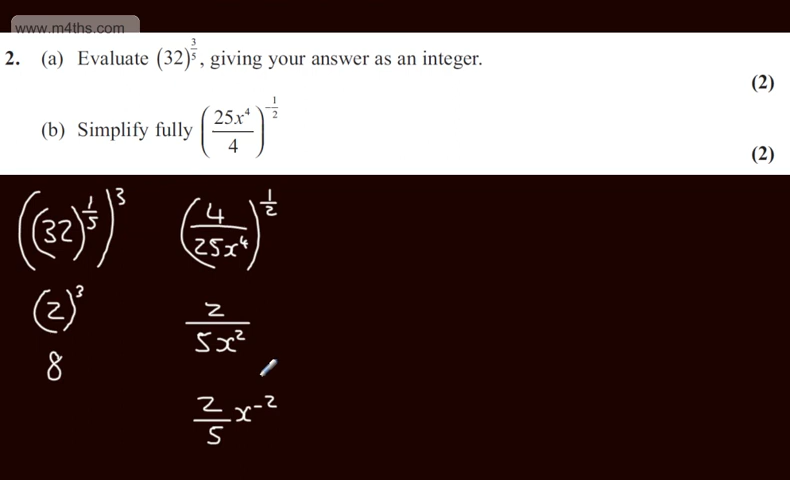 www.m4ths.com
2. (a) Evaluate (32)^(3/5), giving your answer as an integer.
(2)
(b) Simplify fully (25x⁴/4)^(-1/2)
(2)
((32)^(1/5))³
(2)³
8
(4/25x⁴)^(1/2)
2/5x²
2/5 x⁻²